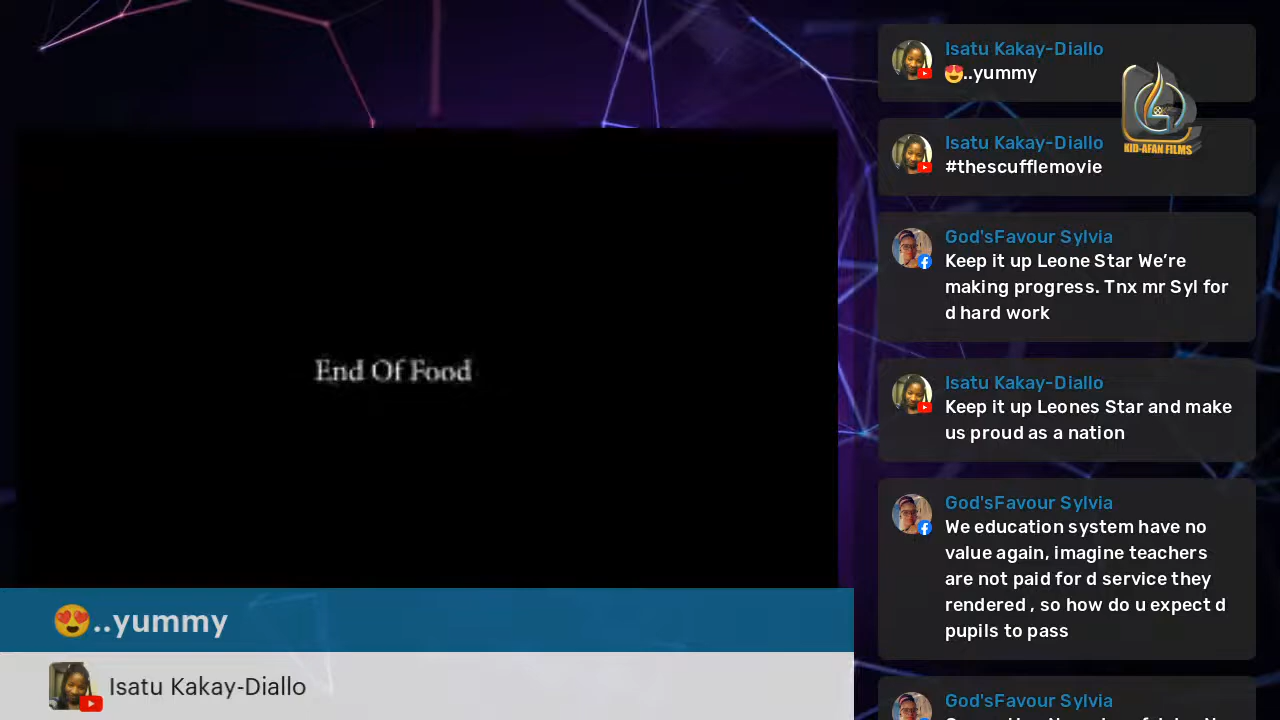 End Of Food
😍..yummy
Isatu Kakay-Diallo
Isatu Kakay-Diallo
😍..yummy
Isatu Kakay-Diallo
#thescufflemovie
KID-AFAN FILMS
God'sFavour Sylvia
Keep it up Leone Star We’re
making progress. Tnx mr Syl for
d hard work
Isatu Kakay-Diallo
Keep it up Leones Star and make
us proud as a nation
God'sFavour Sylvia
We education system have no
value again, imagine teachers
are not paid for d service they
rendered , so how do u expect d
pupils to pass
God'sFavour Sylvia